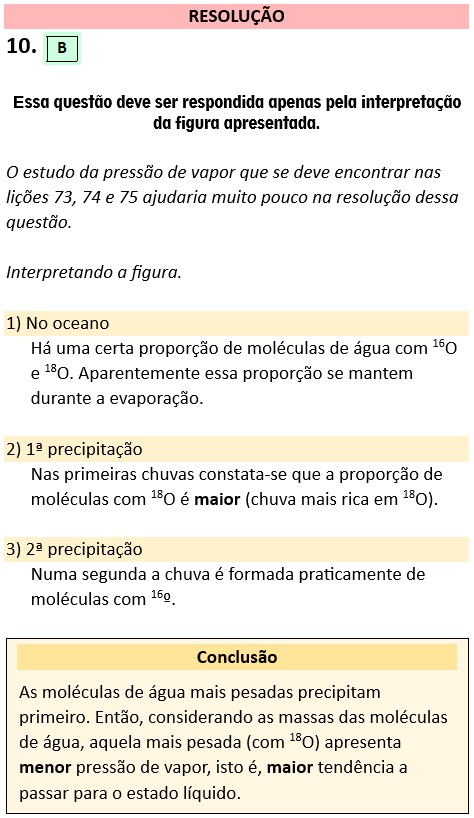 RESOLUÇÃO
10. B
Essa questão deve ser respondida apenas pela interpretação
da figura apresentada.
O estudo da pressão de vapor que se deve encontrar nas
lições 73, 74 e 75 ajudaria muito pouco na resolução dessa
questão.
Interpretando a figura.
1) No oceano
Há uma certa proporção de moléculas de água com ¹⁶O
e ¹⁸O. Aparentemente essa proporção se mantem
durante a evaporação.
2) 1ª precipitação
Nas primeiras chuvas constata-se que a proporção de
moléculas com ¹⁸O é maior (chuva mais rica em ¹⁸O).
3) 2ª precipitação
Numa segunda a chuva é formada praticamente de
moléculas com ¹⁶º.
Conclusão
As moléculas de água mais pesadas precipitam
primeiro. Então, considerando as massas das moléculas
de água, aquela mais pesada (com ¹⁸O) apresenta
menor pressão de vapor, isto é, maior tendência a
passar para o estado líquido.